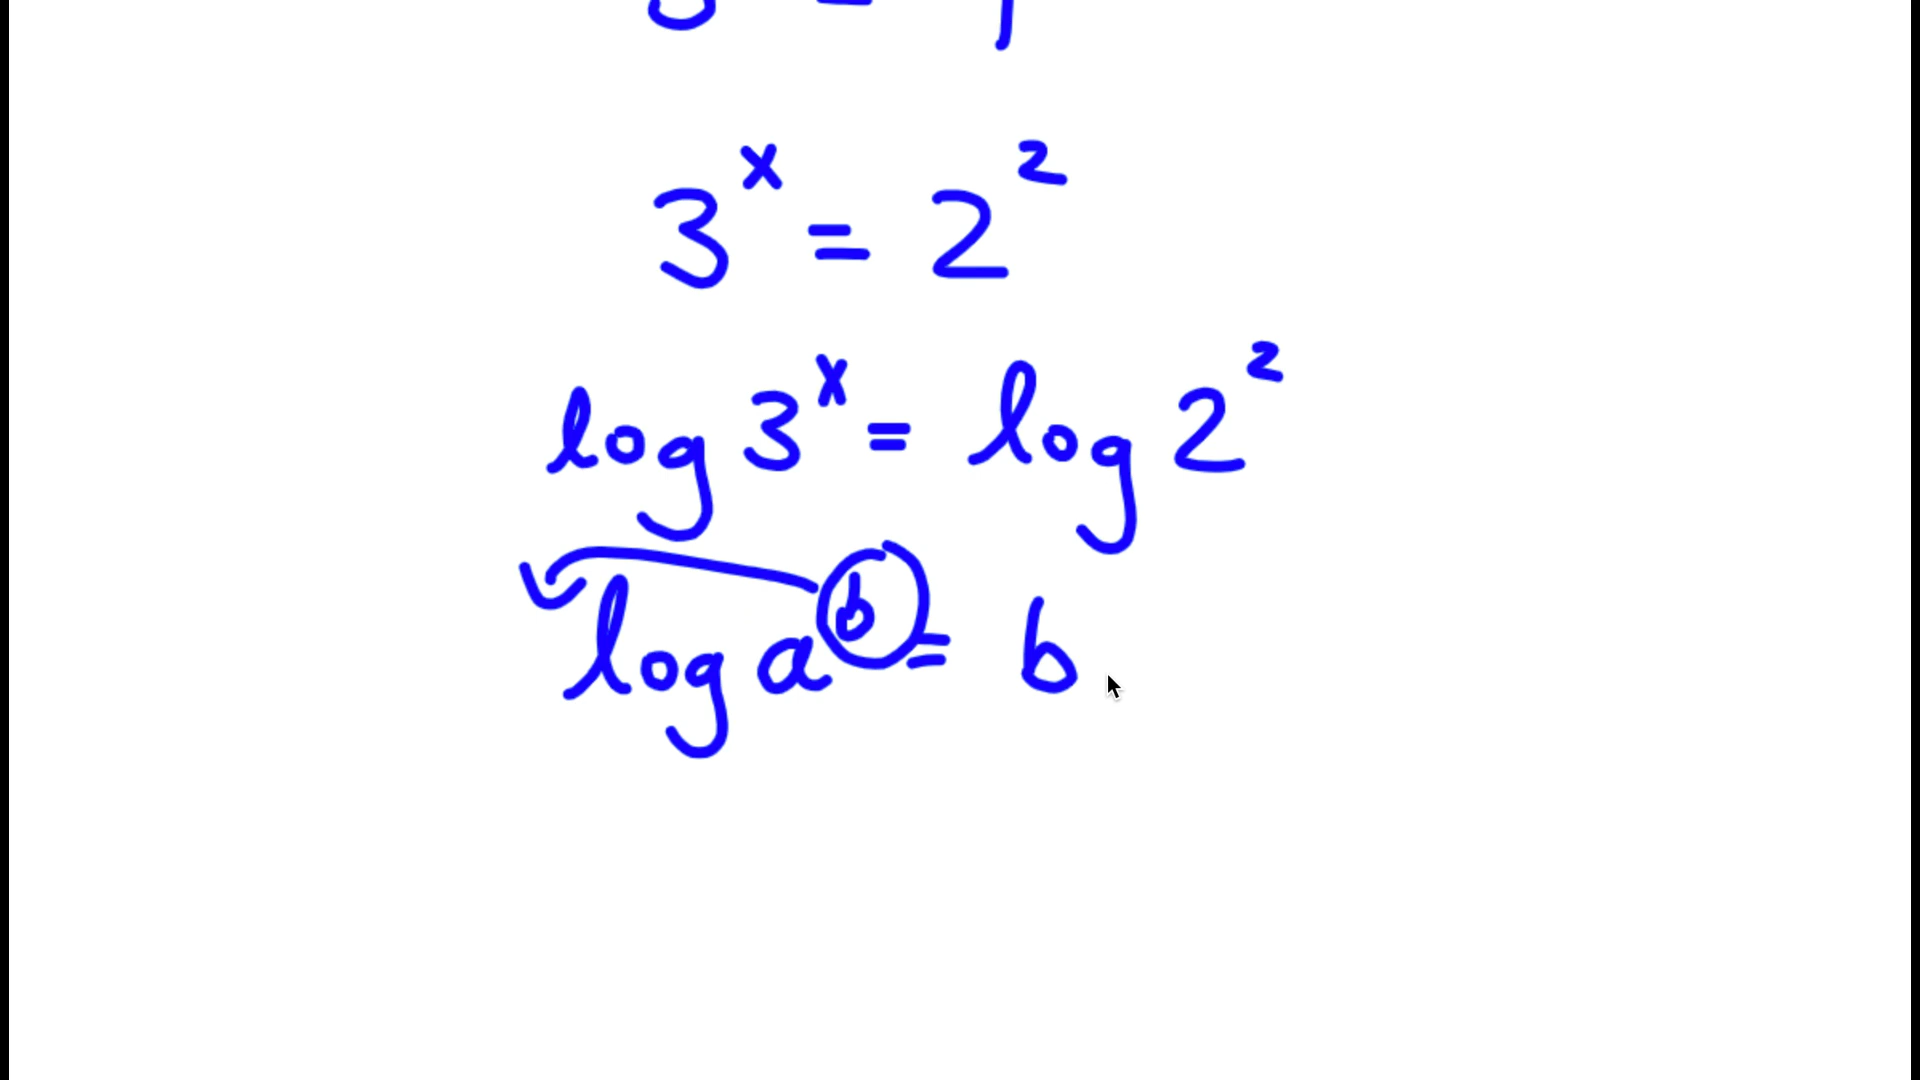 3^x = 2^2
log 3^x = log 2^2
log a^b = b